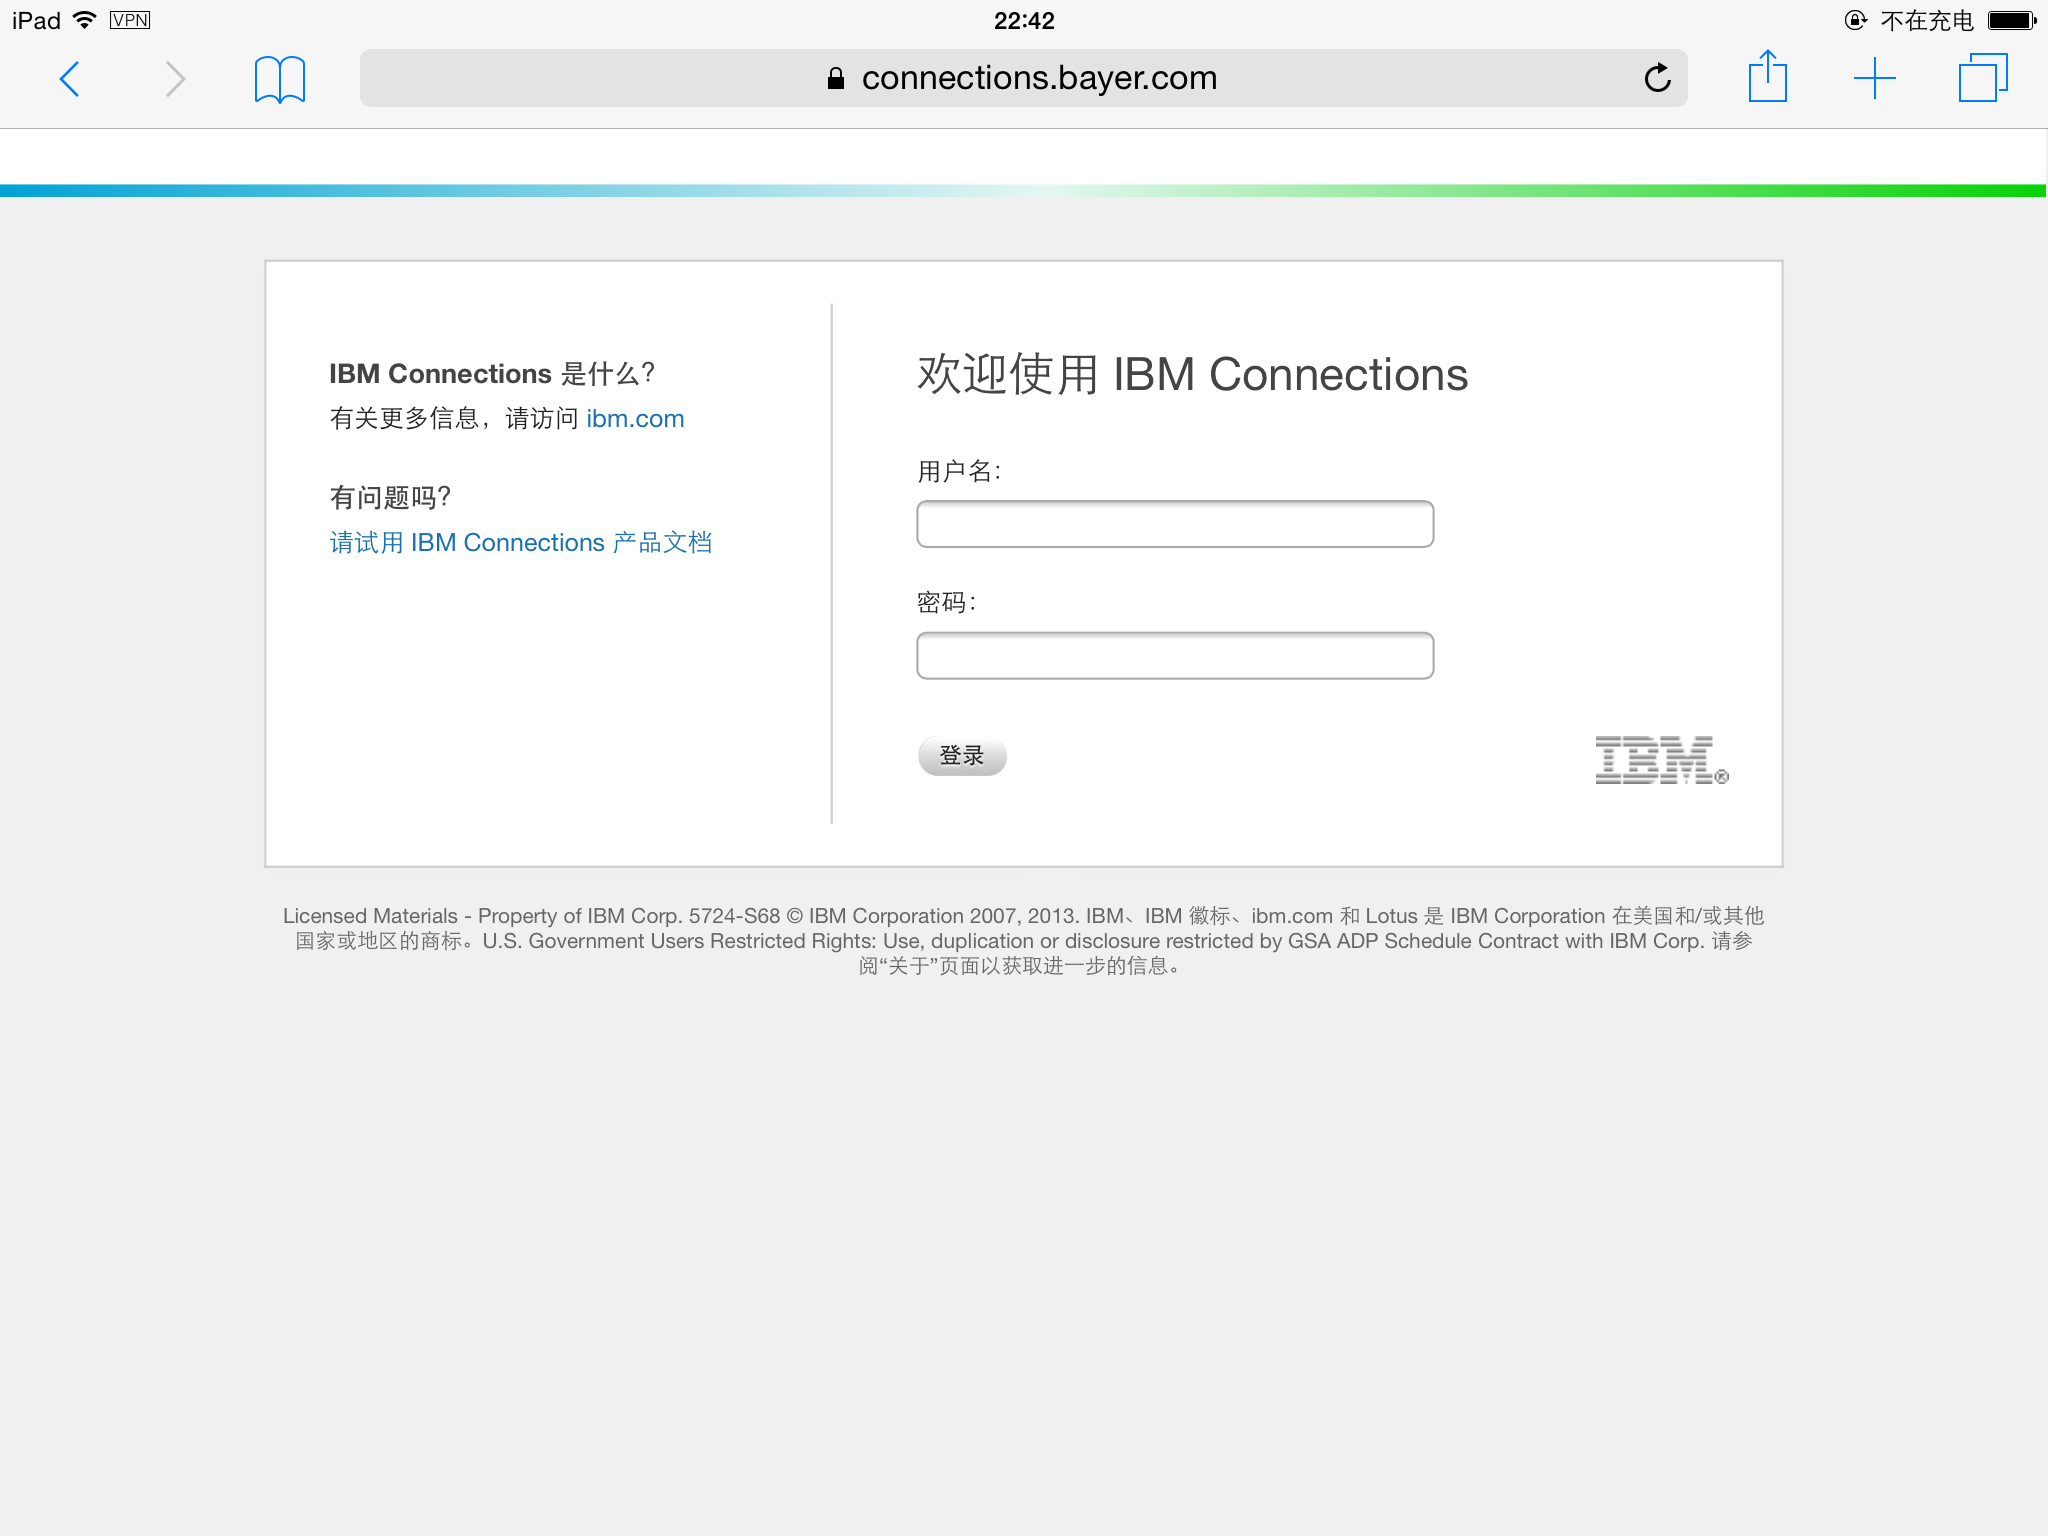 iPad VPN 22:42 不在充电
connections.bayer.com
IBM Connections 是什么?
有关更多信息，请访问 ibm.com
有问题吗?
请试用 IBM Connections 产品文档
欢迎使用 IBM Connections
用户名:
密码:
登录
IBM®
Licensed Materials - Property of IBM Corp. 5724-S68 © IBM Corporation 2007, 2013. IBM、IBM 徽标、ibm.com 和 Lotus 是 IBM Corporation 在美国和/或其他
国家或地区的商标。U.S. Government Users Restricted Rights: Use, duplication or disclosure restricted by GSA ADP Schedule Contract with IBM Corp. 请参
阅“关于”页面以获取进一步的信息。